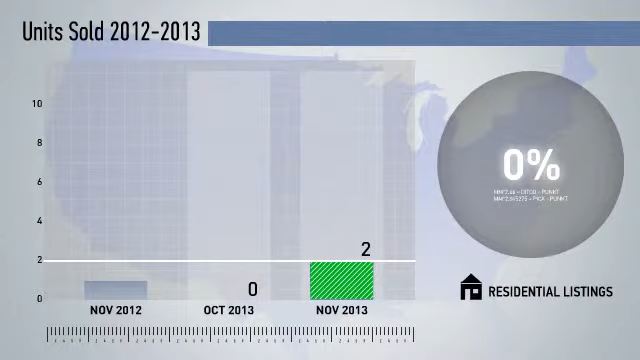 Units Sold 2012-2013
10
8
6
4
2
0
2
0
0%
NOV 2012
OCT 2013
NOV 2013
RESIDENTIAL LISTINGS